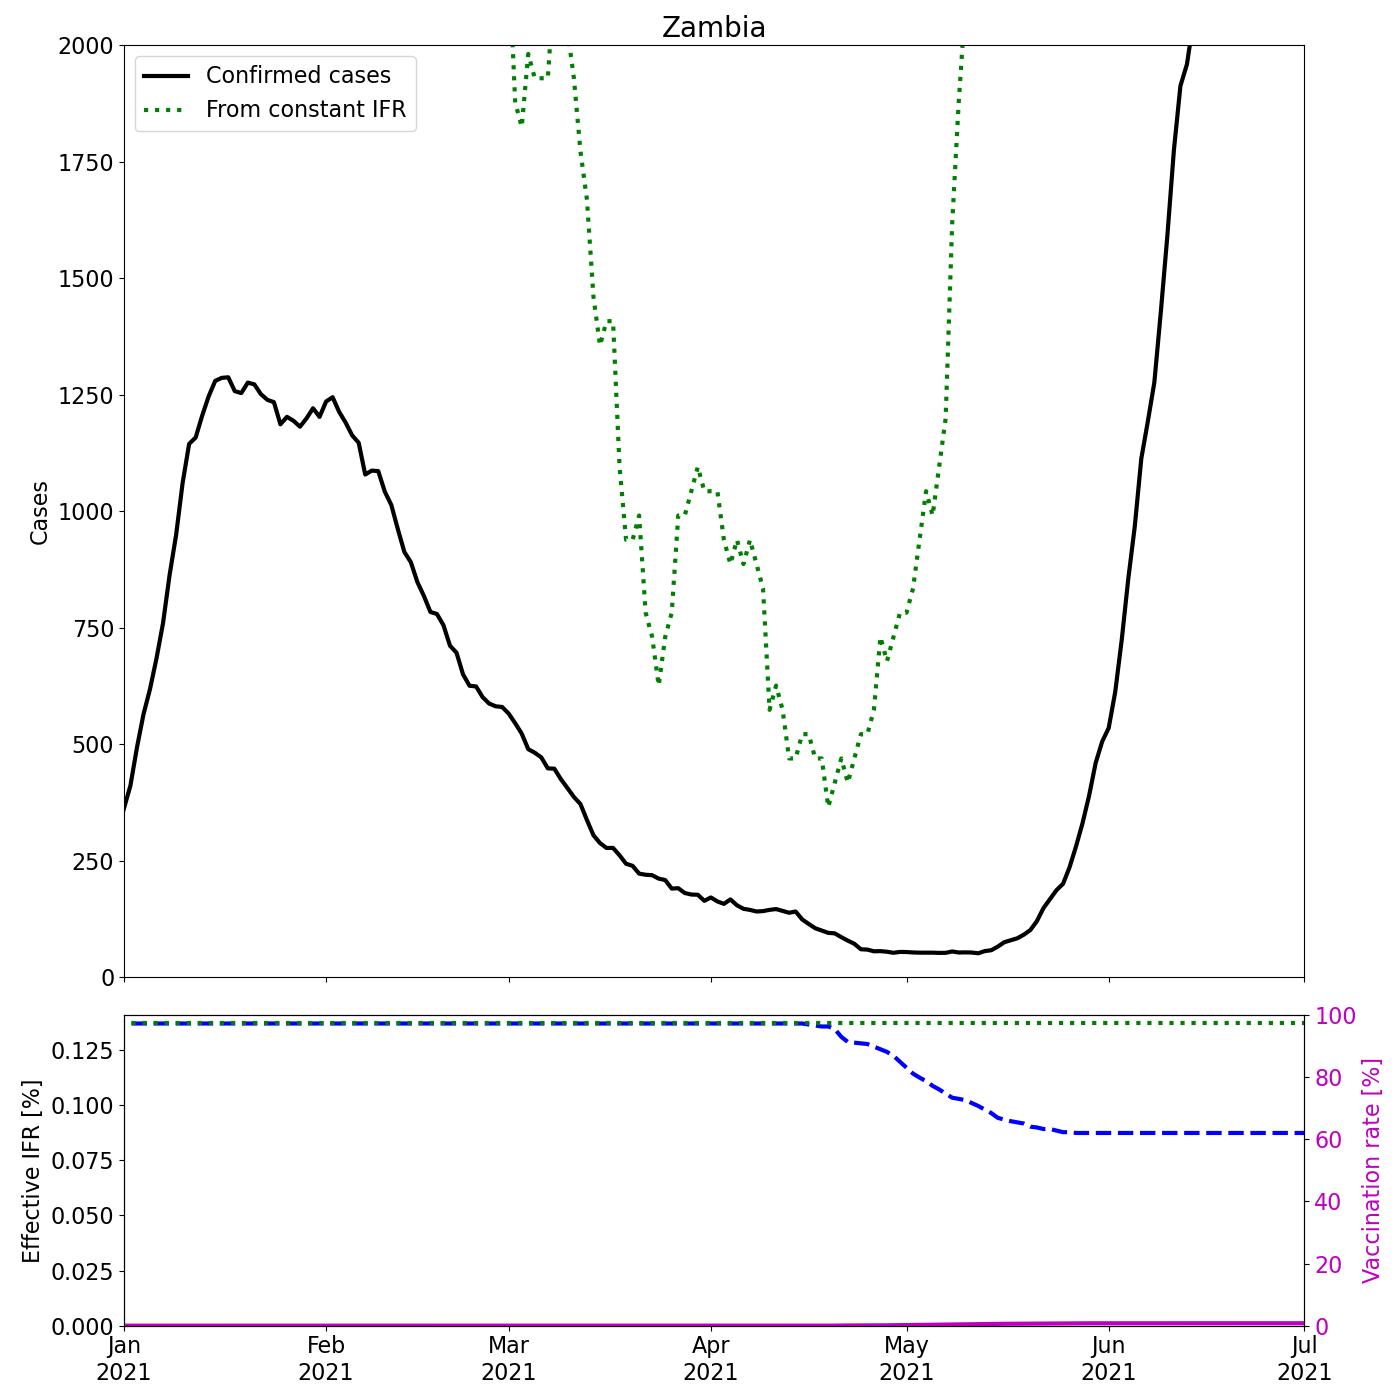 Zambia
Confirmed cases
From constant IFR
2000
1750
1500
1250
1000
750
500
250
0
Cases
0.125
0.100
0.075
0.050
0.025
0.000
Effective IFR [%]
100
80
60
40
20
0
Vaccination rate [%]
Jan Feb Mar Apr May Jun Jul
2021 2021 2021 2021 2021 2021 2021